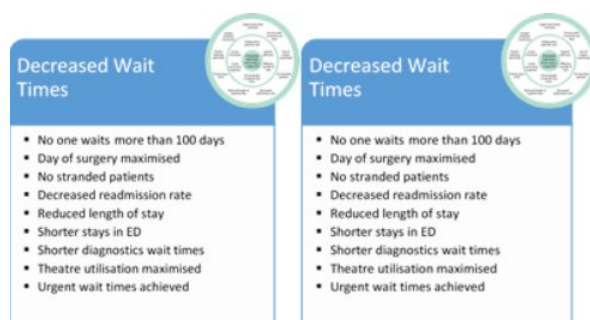 Decreased Wait
Times
No one waits more than 100 days
Day of surgery maximised
No stranded patients
Decreased readmission rate
Reduced length of stay
Shorter stays in ED
Shorter diagnostics wait times
Theatre utilisation maximised
Urgent wait times achieved
Decreased Wait
Times
No one waits more than 100 days
Day of surgery maximised
No stranded patients
Decreased readmission rate
Reduced length of stay
Shorter stays in ED
Shorter diagnostics wait times
Theatre utilisation maximised
Urgent wait times achieved